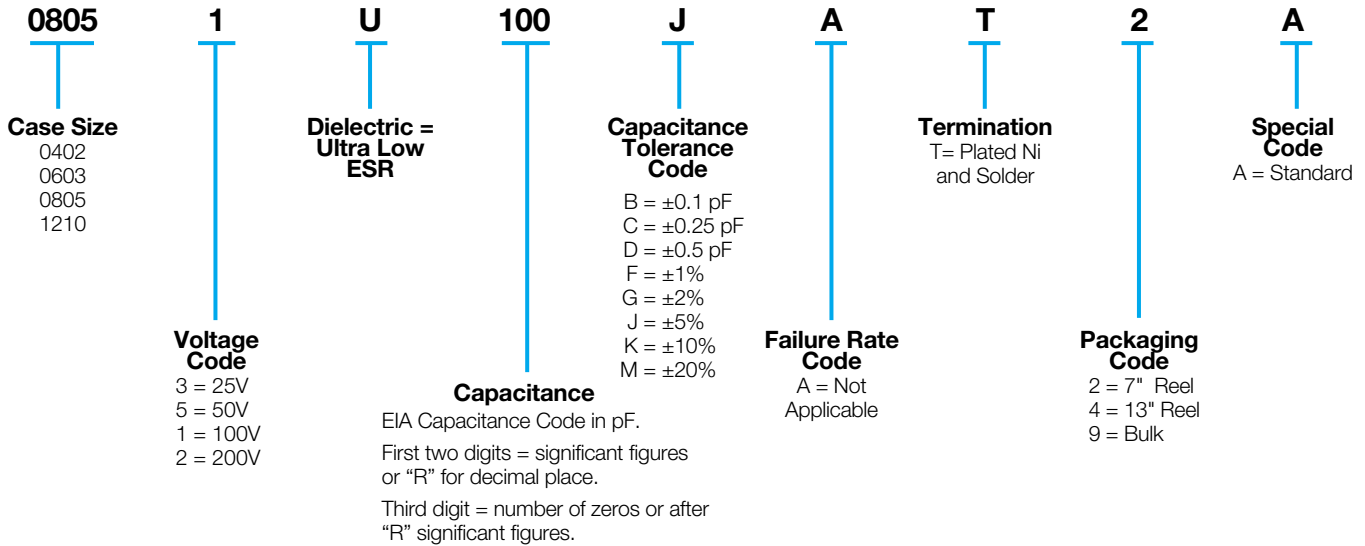 0805 1 U 100 J A T 2 A
Case Size
0402
0603
0805
1210
Voltage
Code
3 = 25V
5 = 50V
1 = 100V
2 = 200V
Dielectric =
Ultra Low
ESR
Capacitance
EIA Capacitance Code in pF.
First two digits = significant figures
or “R” for decimal place.
Third digit = number of zeros or after
“R” significant figures.
Capacitance
Tolerance
Code
B = ±0.1 pF
C = ±0.25 pF
D = ±0.5 pF
F = ±1%
G = ±2%
J = ±5%
K = ±10%
M = ±20%
Failure Rate
Code
A = Not
Applicable
Termination
T= Plated Ni
and Solder
Packaging
Code
2 = 7" Reel
4 = 13" Reel
9 = Bulk
Special
Code
A = Standard